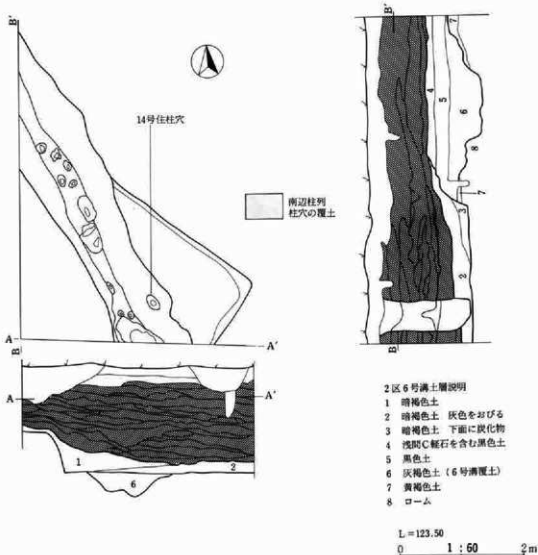 B'
14号住柱穴
南辺柱列
柱穴の覆土
A
A'
B
A
A'
1
2
6
B'
7
4
5
6
8
7
3
2
B
2区6号溝土層説明
1 暗褐色土
2 暗褐色土 灰色をおびる
3 暗褐色土 下面に炭化物
4 浅間C軽石を含む黒色土
5 黒色土
6 灰褐色土(6号溝覆土)
7 黄褐色土
8 ローム
L=123.50
0 1:60 2m